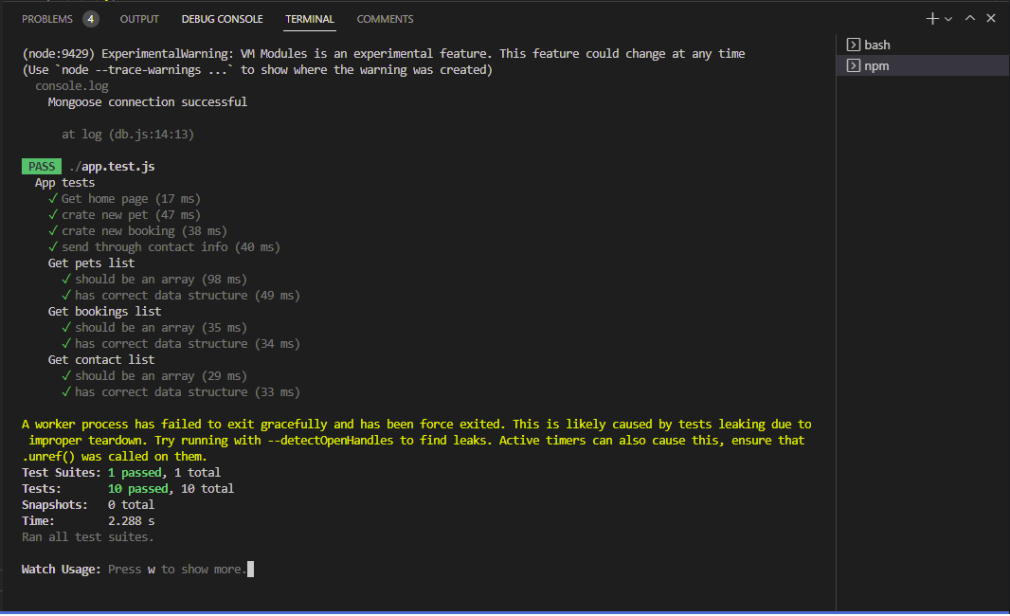 PROBLEMS 4 OUTPUT DEBUG CONSOLE TERMINAL COMMENTS
(node:9429) ExperimentalWarning: VM Modules is an experimental feature. This feature could change at any time
(Use `node --trace-warnings ...` to show where the warning was created)
console.log
Mongoose connection successful
at log (db.js:14:13)
PASS ./app.test.js
App tests
✓ Get home page (17 ms)
✓ crate new pet (47 ms)
✓ crate new booking (38 ms)
✓ send through contact info (40 ms)
Get pets list
✓ should be an array (98 ms)
✓ has correct data structure (49 ms)
Get bookings list
✓ should be an array (35 ms)
✓ has correct data structure (34 ms)
Get contact list
✓ should be an array (29 ms)
✓ has correct data structure (33 ms)
A worker process has failed to exit gracefully and has been force exited. This is likely caused by tests leaking due to
improper teardown. Try running with --detectOpenHandles to find leaks. Active timers can also cause this, ensure that
.unref() was called on them.
Test Suites: 1 passed, 1 total
Tests: 10 passed, 10 total
Snapshots: 0 total
Time: 2.288 s
Ran all test suites.
Watch Usage: Press w to show more.
bash
npm